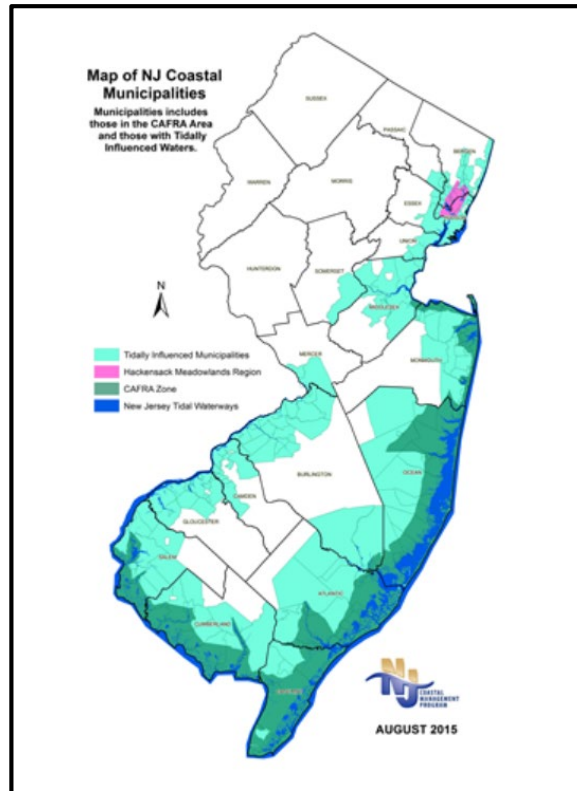 Map of NJ Coastal
Municipalities
Municipalities includes
those in the CAFRA Area
and those with Tidally
Influenced Waters.
SUSSEX
PASSAIC
BERGEN
WARREN
MORRIS
ESSEX
UNION
HUNTERDON
SOMERSET
N
MIDDLESEX
MERCER
MONMOUTH
Tidally Influenced Municipalities
Hackensack Meadowlands Region
CAFRA Zone
New Jersey Tidal Waterways
OCEAN
BURLINGTON
CAMDEN
GLOUCESTER
SALEM
ATLANTIC
CUMBERLAND
CAPE MAY
NJ
COASTAL
MANAGEMENT
PROGRAM
AUGUST 2015